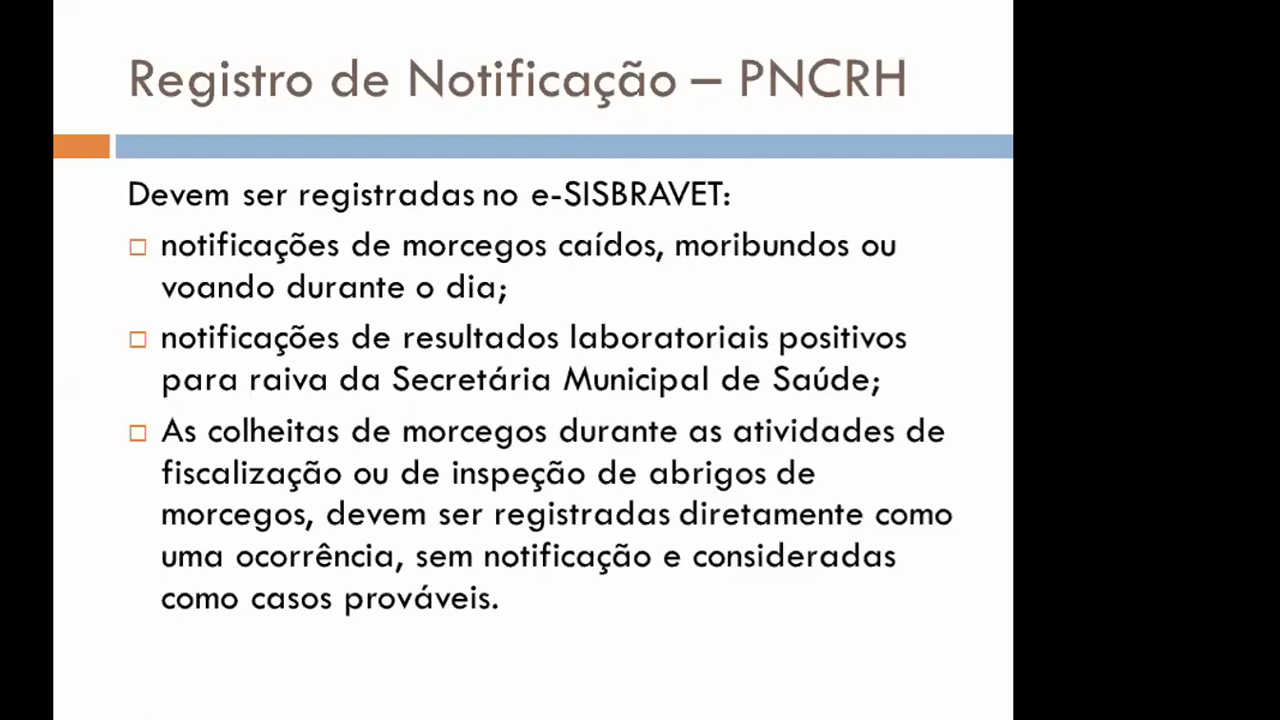 Registro de Notificação – PNCRH
Devem ser registradas no e-SISBRAVET:
notificações de morcegos caídos, moribundos ou
voando durante o dia;
notificações de resultados laboratoriais positivos
para raiva da Secretária Municipal de Saúde;
As colheitas de morcegos durante as atividades de
fiscalização ou de inspeção de abrigos de
morcegos, devem ser registradas diretamente como
uma ocorrência, sem notificação e consideradas
como casos prováveis.